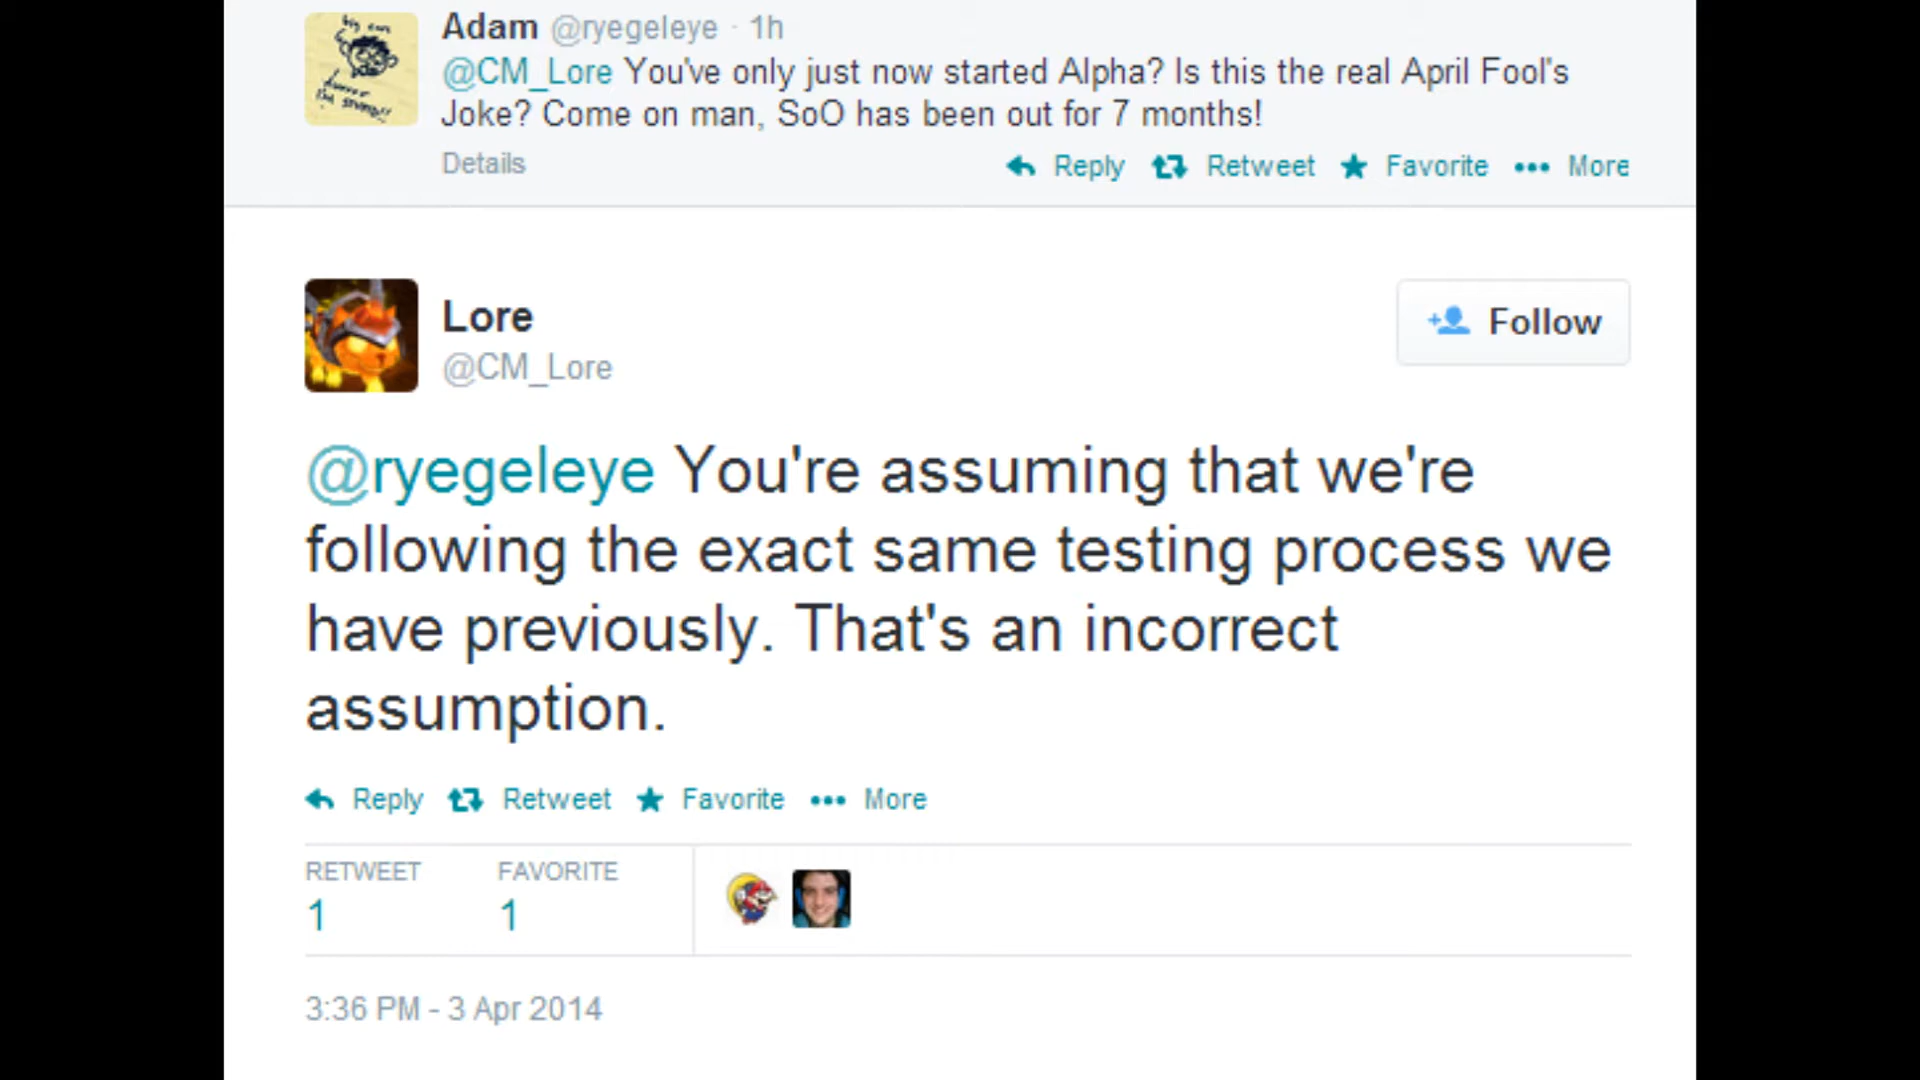 Adam @ryegeleye · 1h
@CM_Lore You've only just now started Alpha? Is this the real April Fool's
Joke? Come on man, SoO has been out for 7 months!
Details
Reply Retweet Favorite More
Lore
@CM_Lore
Follow
@ryegeleye You're assuming that we're
following the exact same testing process we
have previously. That's an incorrect
assumption.
Reply Retweet Favorite More
RETWEET FAVORITE
1 1
3:36 PM - 3 Apr 2014